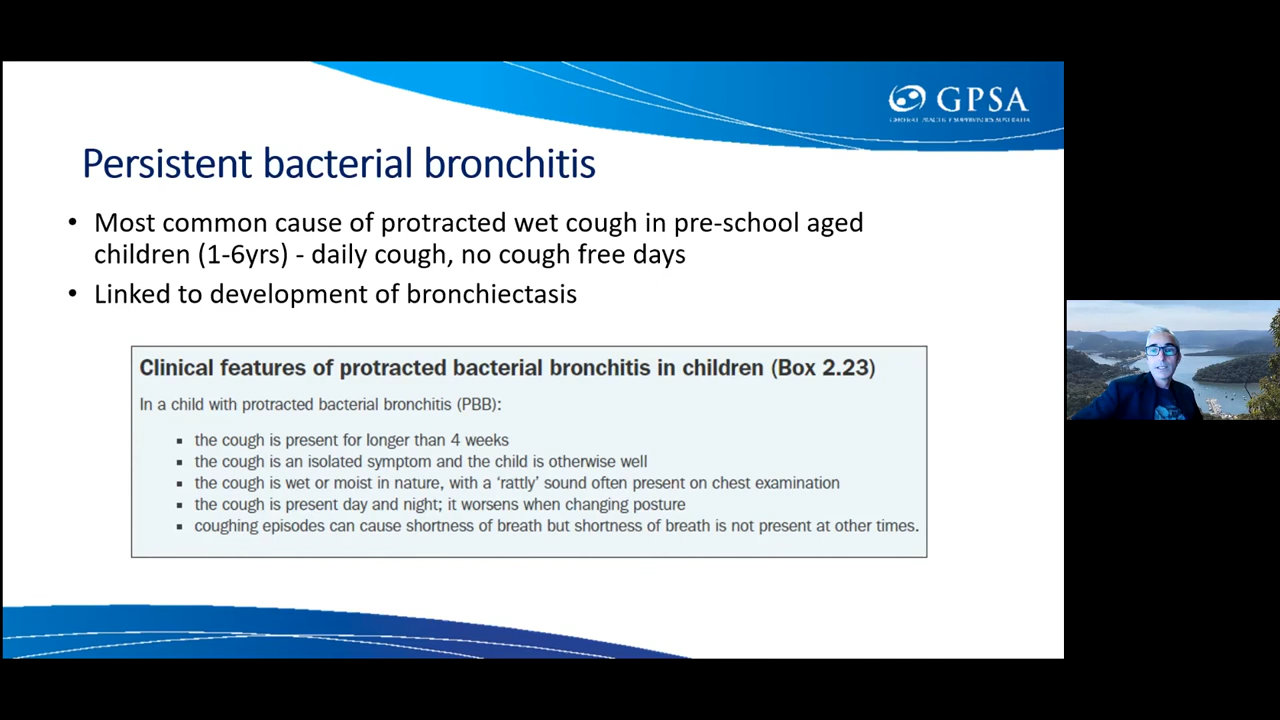 GPSA
GENERAL PRACTICE SUPERVISORS AUSTRALIA
Persistent bacterial bronchitis
• Most common cause of protracted wet cough in pre-school aged
children (1-6yrs) - daily cough, no cough free days
• Linked to development of bronchiectasis
Clinical features of protracted bacterial bronchitis in children (Box 2.23)
In a child with protracted bacterial bronchitis (PBB):
▪ the cough is present for longer than 4 weeks
▪ the cough is an isolated symptom and the child is otherwise well
▪ the cough is wet or moist in nature, with a ‘rattly’ sound often present on chest examination
▪ the cough is present day and night; it worsens when changing posture
▪ coughing episodes can cause shortness of breath but shortness of breath is not present at other times.